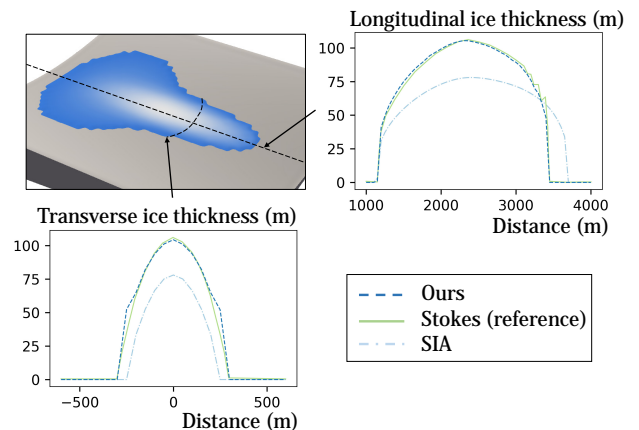 Longitudinal ice thickness (m)
100
75
50
25
0
1000 2000 3000 4000
Distance (m)
Transverse ice thickness (m)
100
75
50
25
0
−500 0 500
Distance (m)
Ours
Stokes (reference)
SIA